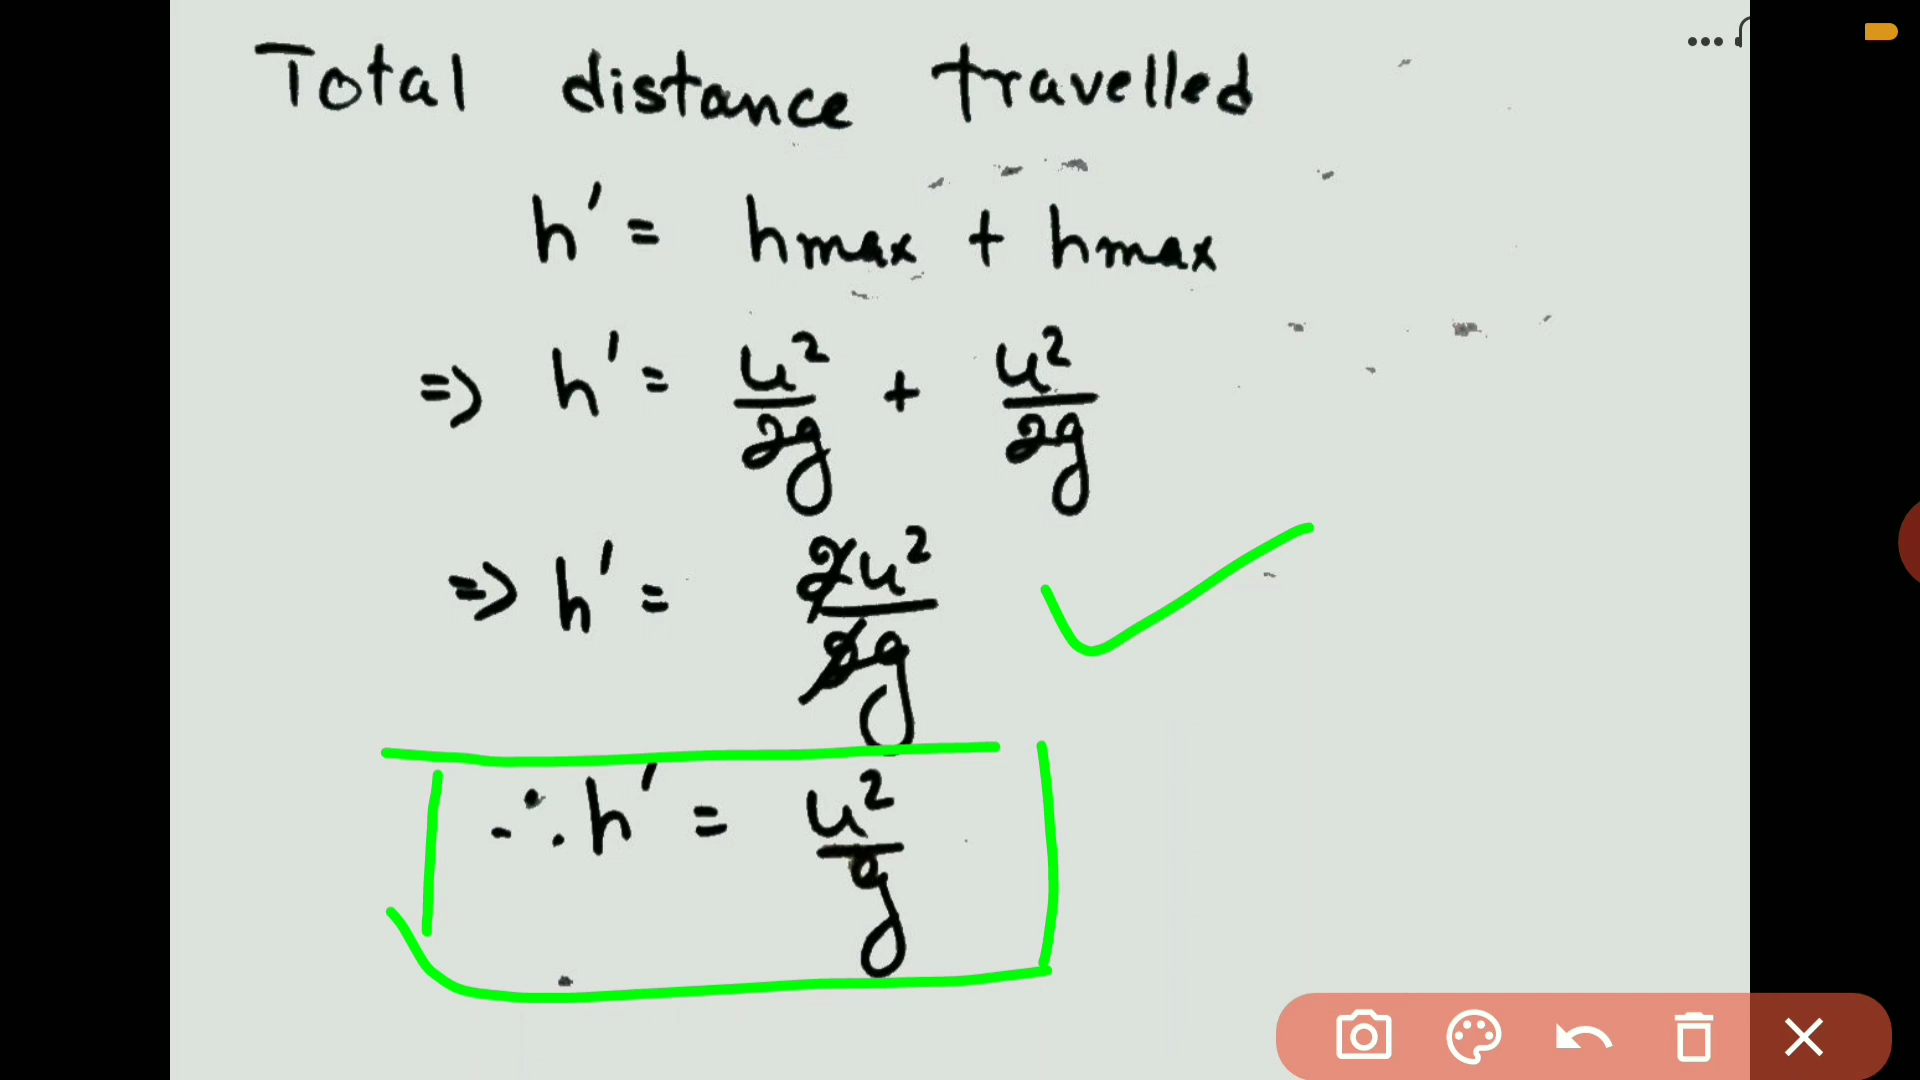 Total distance travelled
h' = hmax + hmax
=> h' = u²/2g + u²/2g
=> h' = 2u²/2g
∴ h' = u²/g